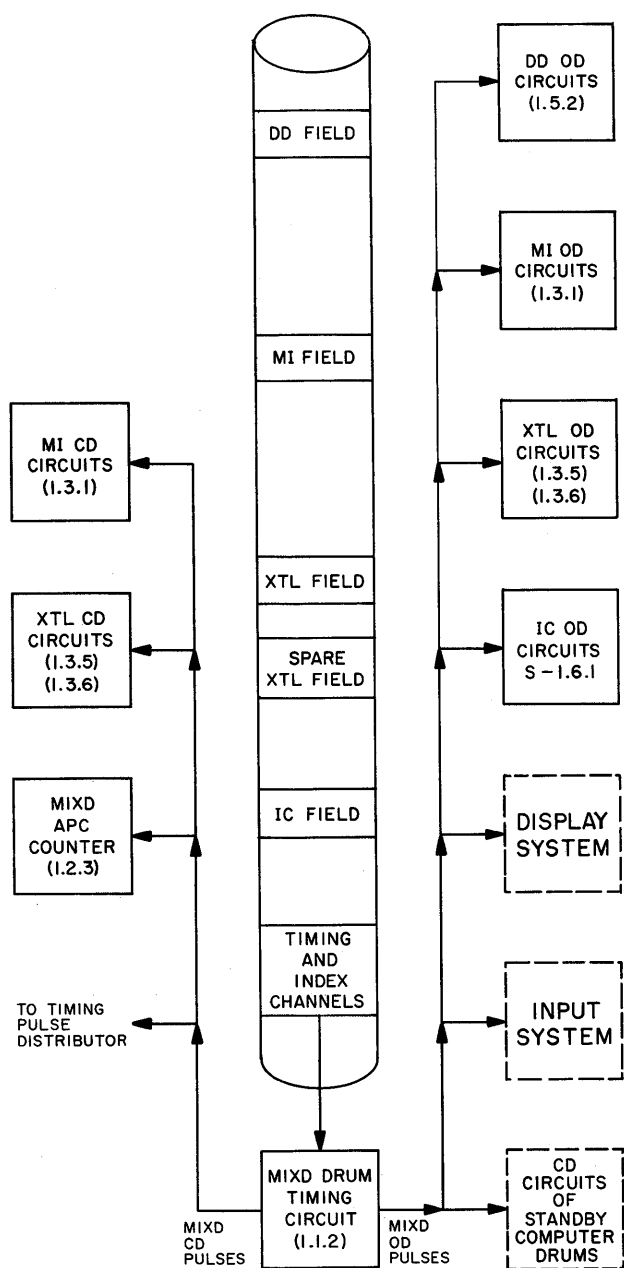 DD FIELD
MI FIELD
XTL FIELD
SPARE
XTL FIELD
IC FIELD
TIMING
AND
INDEX
CHANNELS
MI CD
CIRCUITS
(1.3.1)
XTL CD
CIRCUITS
(1.3.5)
(1.3.6)
MIXD
APC
COUNTER
(1.2.3)
TO TIMING
PULSE
DISTRIBUTOR
MIXD
CD
PULSES
MIXD DRUM
TIMING
CIRCUIT
(1.1.2)
MIXD
OD
PULSES
DD OD
CIRCUITS
(1.5.2)
MI OD
CIRCUITS
(1.3.1)
XTL OD
CIRCUITS
(1.3.5)
(1.3.6)
IC OD
CIRCUITS
S-1.6.1
DISPLAY
SYSTEM
INPUT
SYSTEM
CD
CIRCUITS
OF
STANDBY
COMPUTER
DRUMS